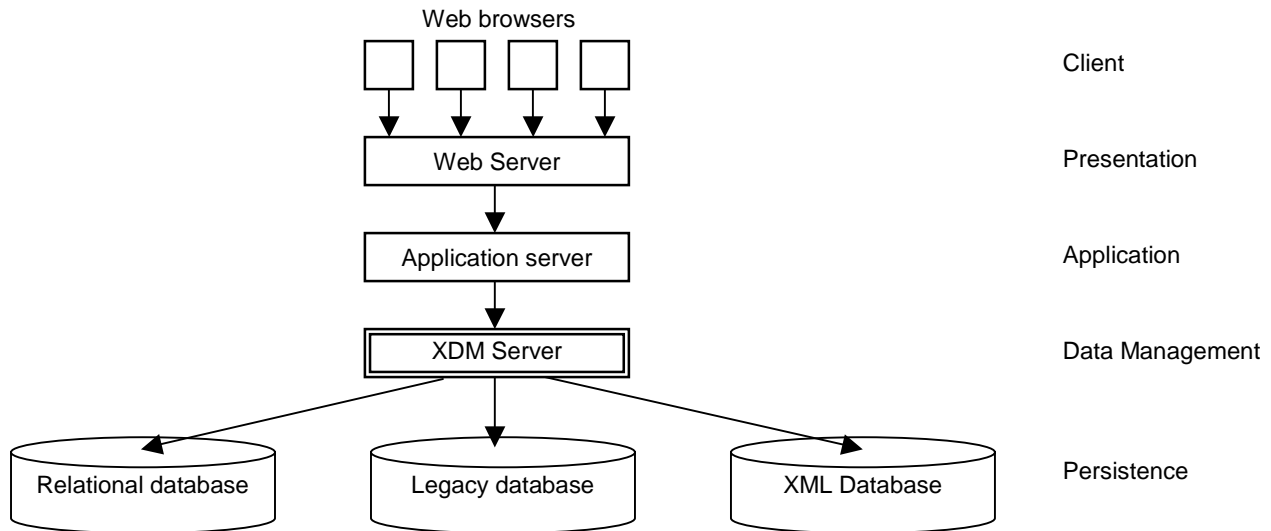 Web browsers
Client
Web Server
Presentation
Application server
Application
XDM Server
Data Management
Relational database
Legacy database
XML Database
Persistence